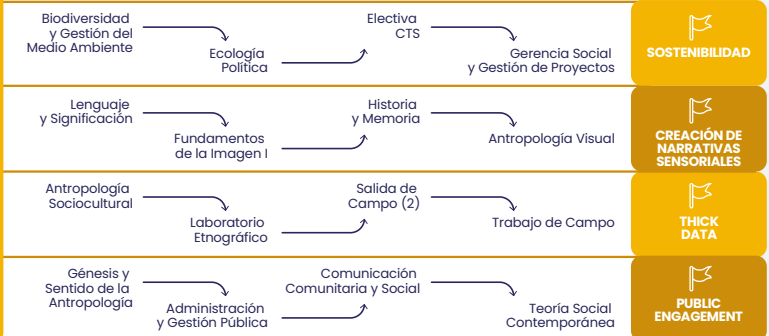 Biodiversidad
y Gestión del
Medio Ambiente
Ecología
Política
Electiva
CTS
Gerencia Social
y Gestión de Proyectos
SOSTENIBILIDAD
Lenguaje
y Significación
Fundamentos
de la Imagen I
Historia
y Memoria
Antropología Visual
CREACIÓN DE
NARRATIVAS
SENSORIALES
Antropología
Sociocultural
Laboratorio
Etnográfico
Salida de
Campo (2)
Trabajo de Campo
THICK
DATA
Génesis y
Sentido de la
Antropología
Administración
y Gestión Pública
Comunicación
Comunitaria y Social
Teoría Social
Contemporánea
PUBLIC
ENGAGEMENT